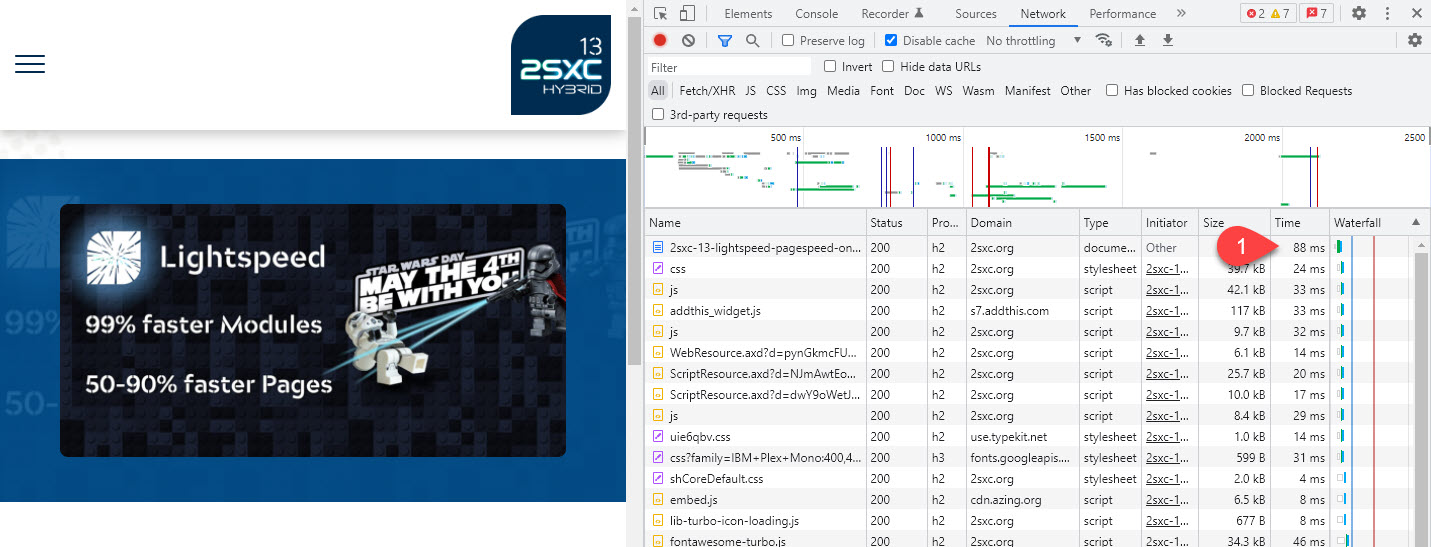 13
2SXC
HYBRID
Lightspeed
STAR WARS DAY
MAY THE 4TH
BE WITH YOU
99% faster Modules
50-90% faster Pages
99%
50-
Elements Console Recorder Sources Network Performance » 2 7 7
Preserve log Disable cache No throttling
Filter Invert Hide data URLs
All Fetch/XHR JS CSS Img Media Font Doc WS Wasm Manifest Other Has blocked cookies Blocked Requests
3rd-party requests
500 ms 1000 ms 1500 ms 2000 ms 2500
Name Status Pro... Domain Type Initiator Size Time Waterfall
2sxc-13-lightspeed-pagespeed-on... 200 h2 2sxc.org docume... Other 1 88 ms
css 200 h2 2sxc.org stylesheet 2sxc-1... 39.7 kB 24 ms
js 200 h2 2sxc.org script 2sxc-1... 42.1 kB 33 ms
addthis_widget.js 200 h2 s7.addthis.com script 2sxc-1... 117 kB 33 ms
js 200 h2 2sxc.org script 2sxc-1... 9.7 kB 32 ms
WebResource.axd?d=pynGkmcFU... 200 h2 2sxc.org script 2sxc-1... 6.1 kB 14 ms
ScriptResource.axd?d=NJmAwtEo... 200 h2 2sxc.org script 2sxc-1... 25.7 kB 20 ms
ScriptResource.axd?d=dwY9oWetJ... 200 h2 2sxc.org script 2sxc-1... 10.0 kB 17 ms
js 200 h2 2sxc.org script 2sxc-1... 8.4 kB 29 ms
uie6qbv.css 200 h2 use.typekit.net stylesheet 2sxc-1... 1.0 kB 14 ms
css?family=IBM+Plex+Mono:400,4... 200 h3 fonts.googleapis.... stylesheet 2sxc-1... 599 B 31 ms
shCoreDefault.css 200 h2 2sxc.org stylesheet 2sxc-1... 2.0 kB 4 ms
embed.js 200 h2 cdn.azing.org script 2sxc-1... 6.5 kB 8 ms
lib-turbo-icon-loading.js 200 h2 2sxc.org script 2sxc-1... 677 B 8 ms
fontawesome-turbo.js 200 h2 2sxc.org script 2sxc-1... 34.3 kB 46 ms